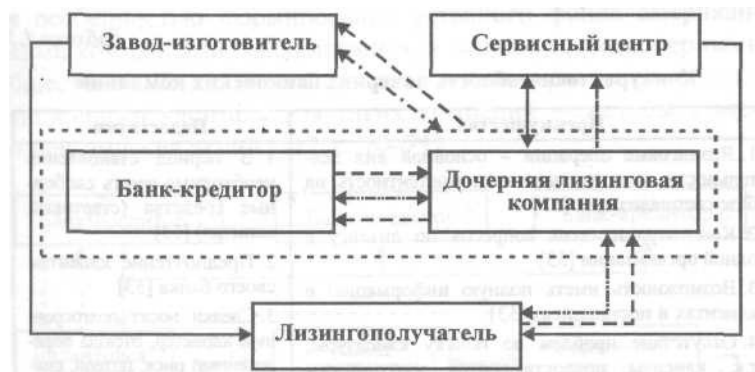 Завод-изготовитель
Сервисный центр
Банк-кредитор
Дочерняя лизинговая
компания
Лизингополучатель